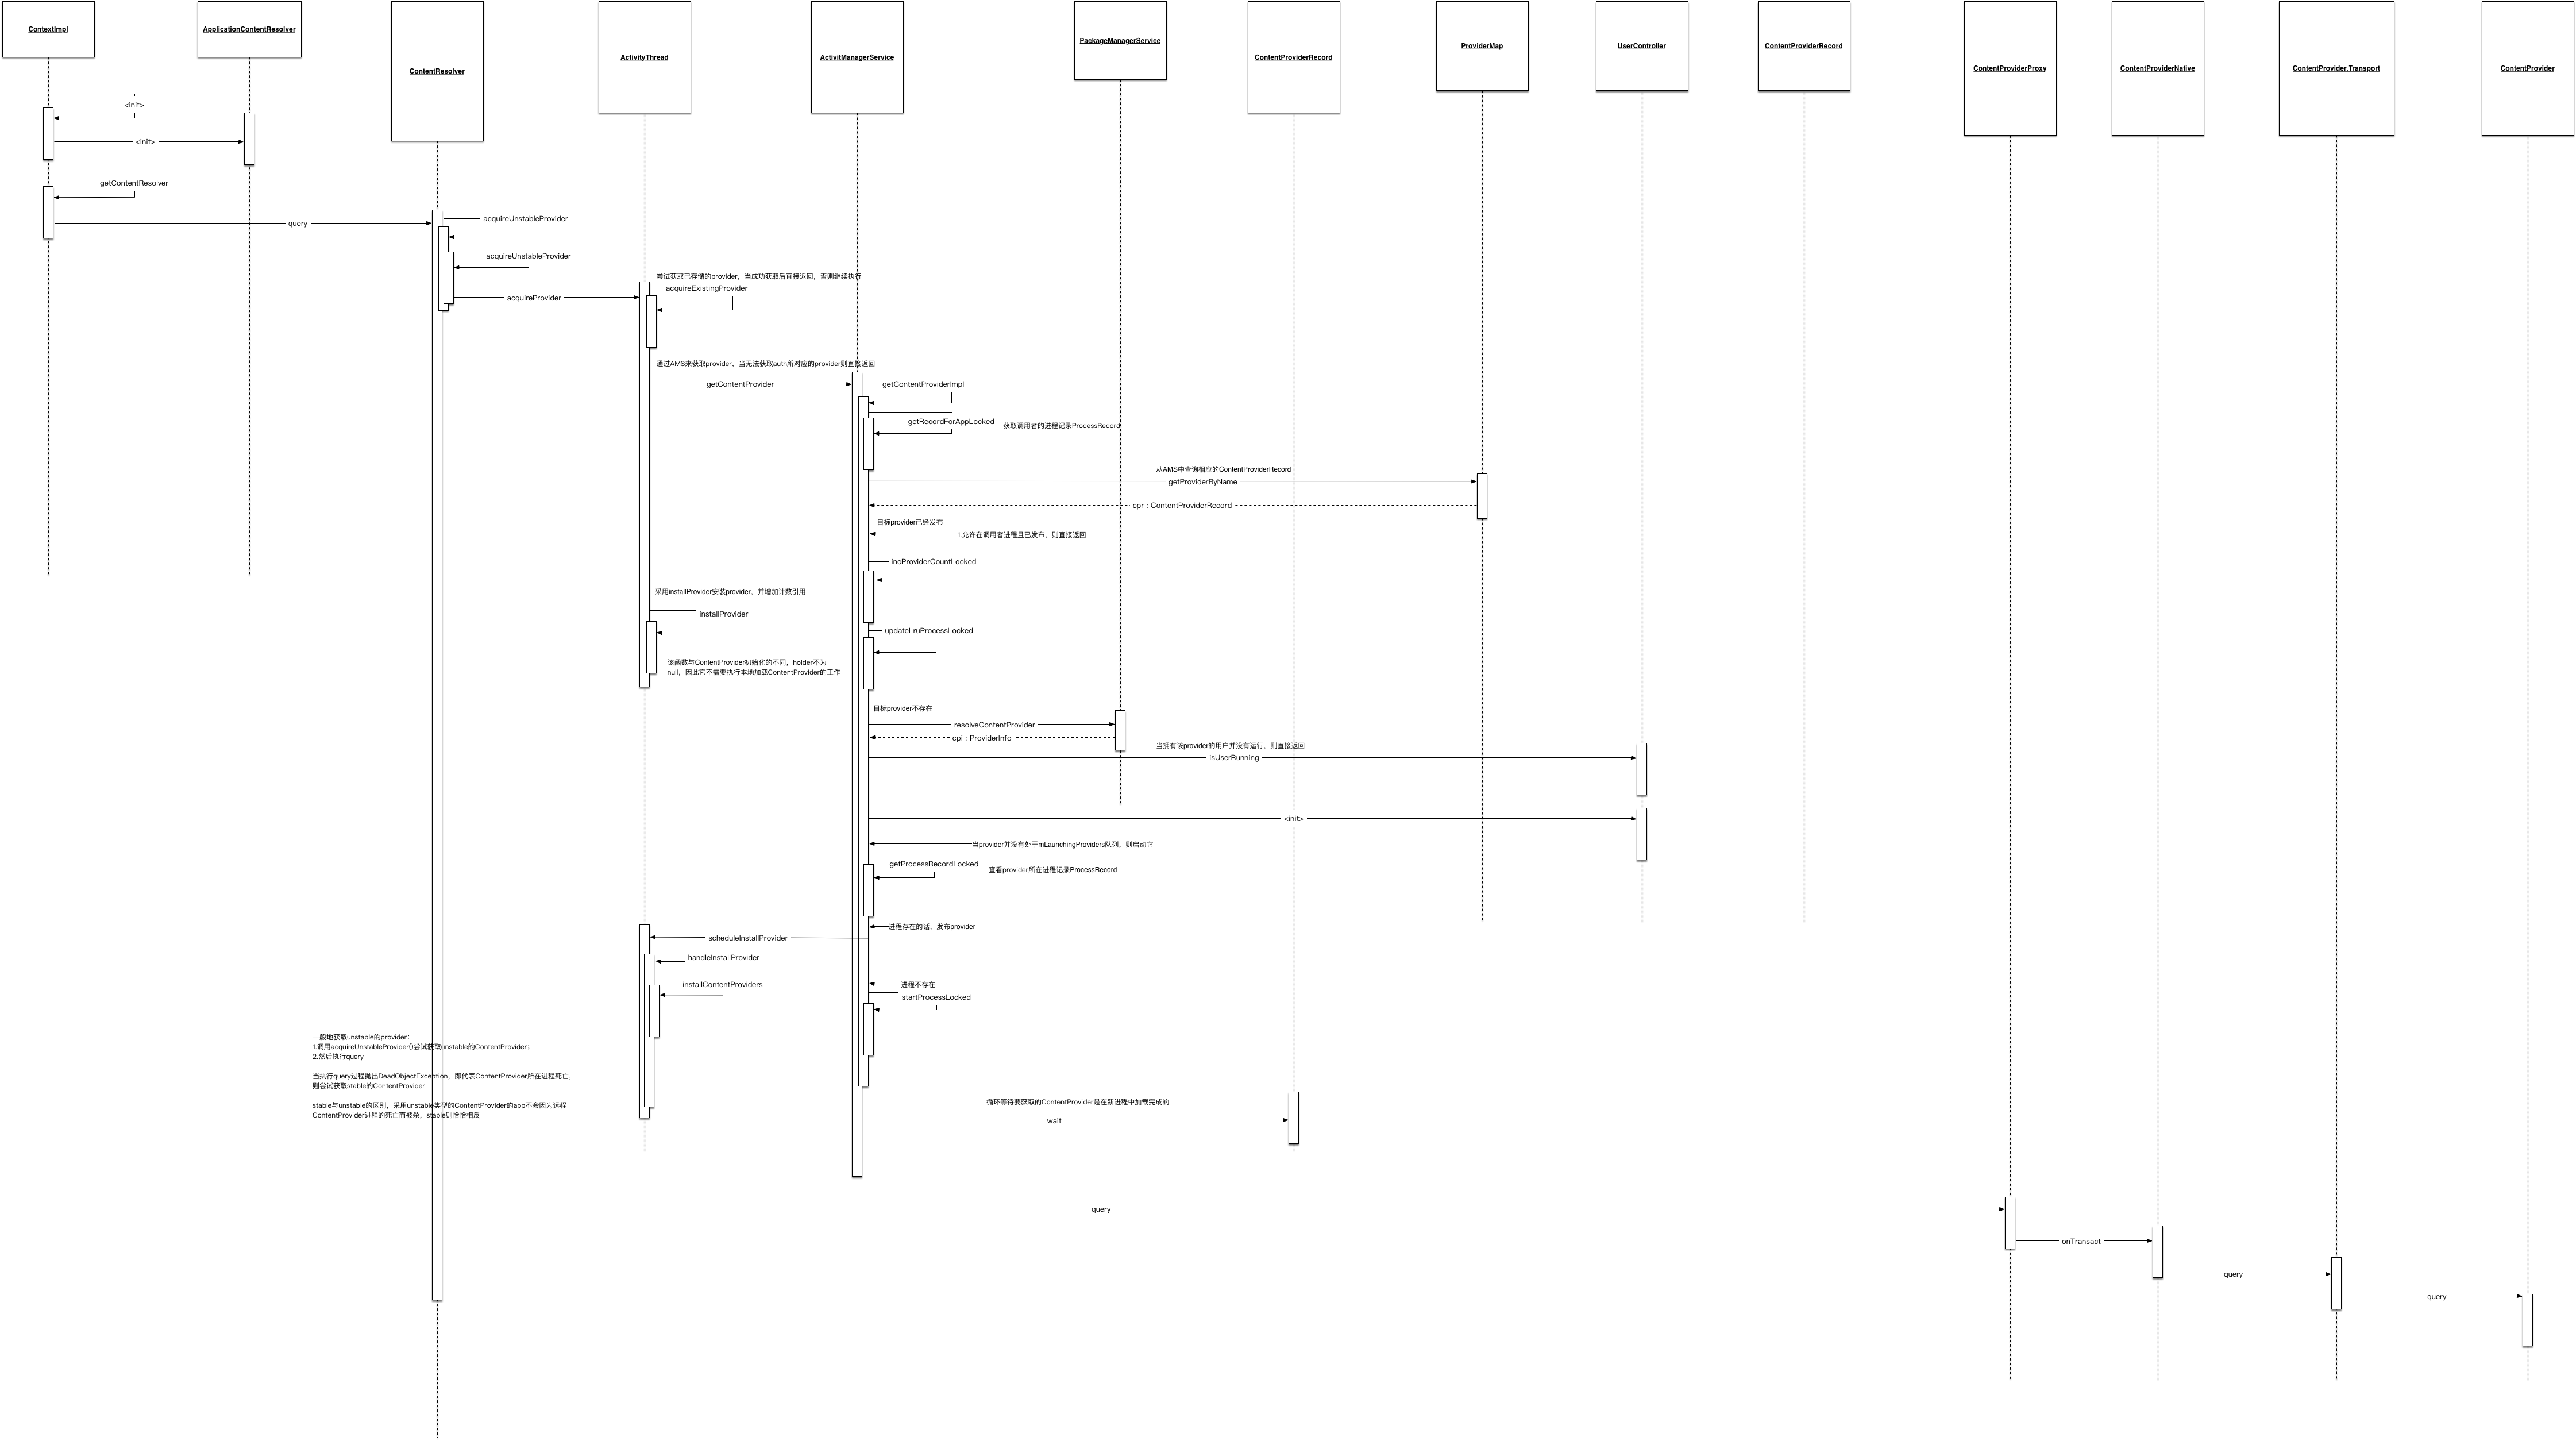 ContextImpl
ApplicationContentResolver
ContentResolver
ActivityThread
ActivitManagerService
PackageManagerService
ContentProviderRecord
ProviderMap
UserController
ContentProviderRecord
ContentProviderProxy
ContentProviderNative
ContentProvider.Transport
ContentProvider
<init>
<init>
getContentResolver
query
acquireUnstableProvider
acquireUnstableProvider
尝试获取已存储的provider，当成功获取后直接返回，否则继续执行
acquireExistingProvider
acquireProvider
通过AMS来获取provider，当无法获取auth所对应的provider则直接返回
getContentProvider
getContentProviderImpl
getRecordForAppLocked
获取调用者的进程记录ProcessRecord
从AMS中查询相应的ContentProviderRecord
getProviderByName
cpr : ContentProviderRecord
目标provider已经发布
1.允许在调用者进程且已发布，则直接返回
incProviderCountLocked
采用installProvider安装provider，并增加计数引用
installProvider
updateLruProcessLocked
该函数与ContentProvider初始化的不同，holder不为
null，因此它不需要执行本地加载ContentProvider的工作
目标provider不存在
resolveContentProvider
cpi : ProviderInfo
当拥有该provider的用户并没有运行，则直接返回
isUserRunning
<init>
当provider并没有处于mLaunchingProviders队列，则启动它
getProcessRecordLocked
查看provider所在进程记录ProcessRecord
进程存在的话，发布provider
scheduleInstallProvider
handleInstallProvider
installContentProviders
进程不存在
startProcessLocked
一般地获取unstable的provider：
1.调用acquireUnstableProvider()尝试获取unstable的ContentProvider；
2.然后执行query
当执行query过程抛出DeadObjectException，即代表ContentProvider所在进程死亡，
则尝试获取stable的ContentProvider
stable与unstable的区别，采用unstable类型的ContentProvider的app不会因为远程
ContentProvider进程的死亡而被杀，stable则恰恰相反
循环等待要获取的ContentProvider是在新进程中加载完成的
wait
query
onTransact
query
query